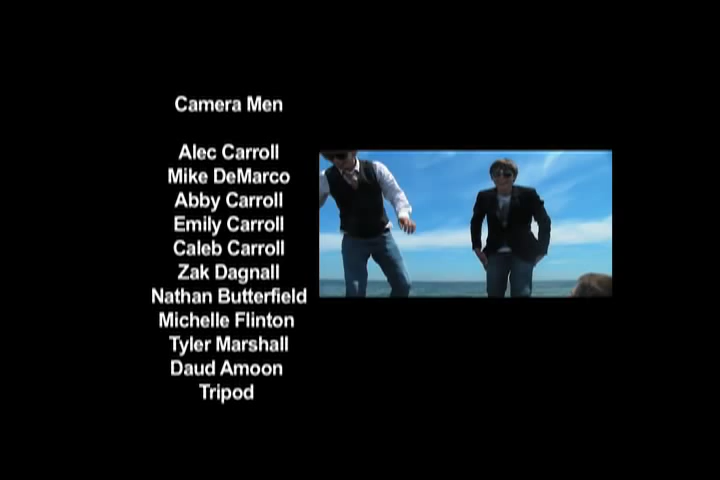 Camera Men
Alec Carroll
Mike DeMarco
Abby Carroll
Emily Carroll
Caleb Carroll
Zak Dagnall
Nathan Butterfield
Michelle Flinton
Tyler Marshall
Daud Amoon
Tripod